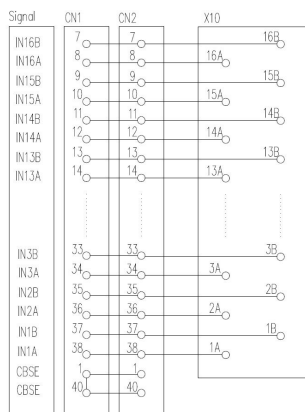 Signal CN1 CN2 X10
IN16B 7 7 16B
IN16A 8 8 16A
IN15B 9 9 15B
IN15A 10 10 15A
IN14B 11 11 14B
IN14A 12 12 14A
IN13B 13 13 13B
IN13A 14 14 13A
IN3B 33 33 3B
IN3A 34 34 3A
IN2B 35 35 2B
IN2A 36 36 2A
IN1B 37 37 1B
IN1A 38 38 1A
CBSE 1 1
CBSE 40 40